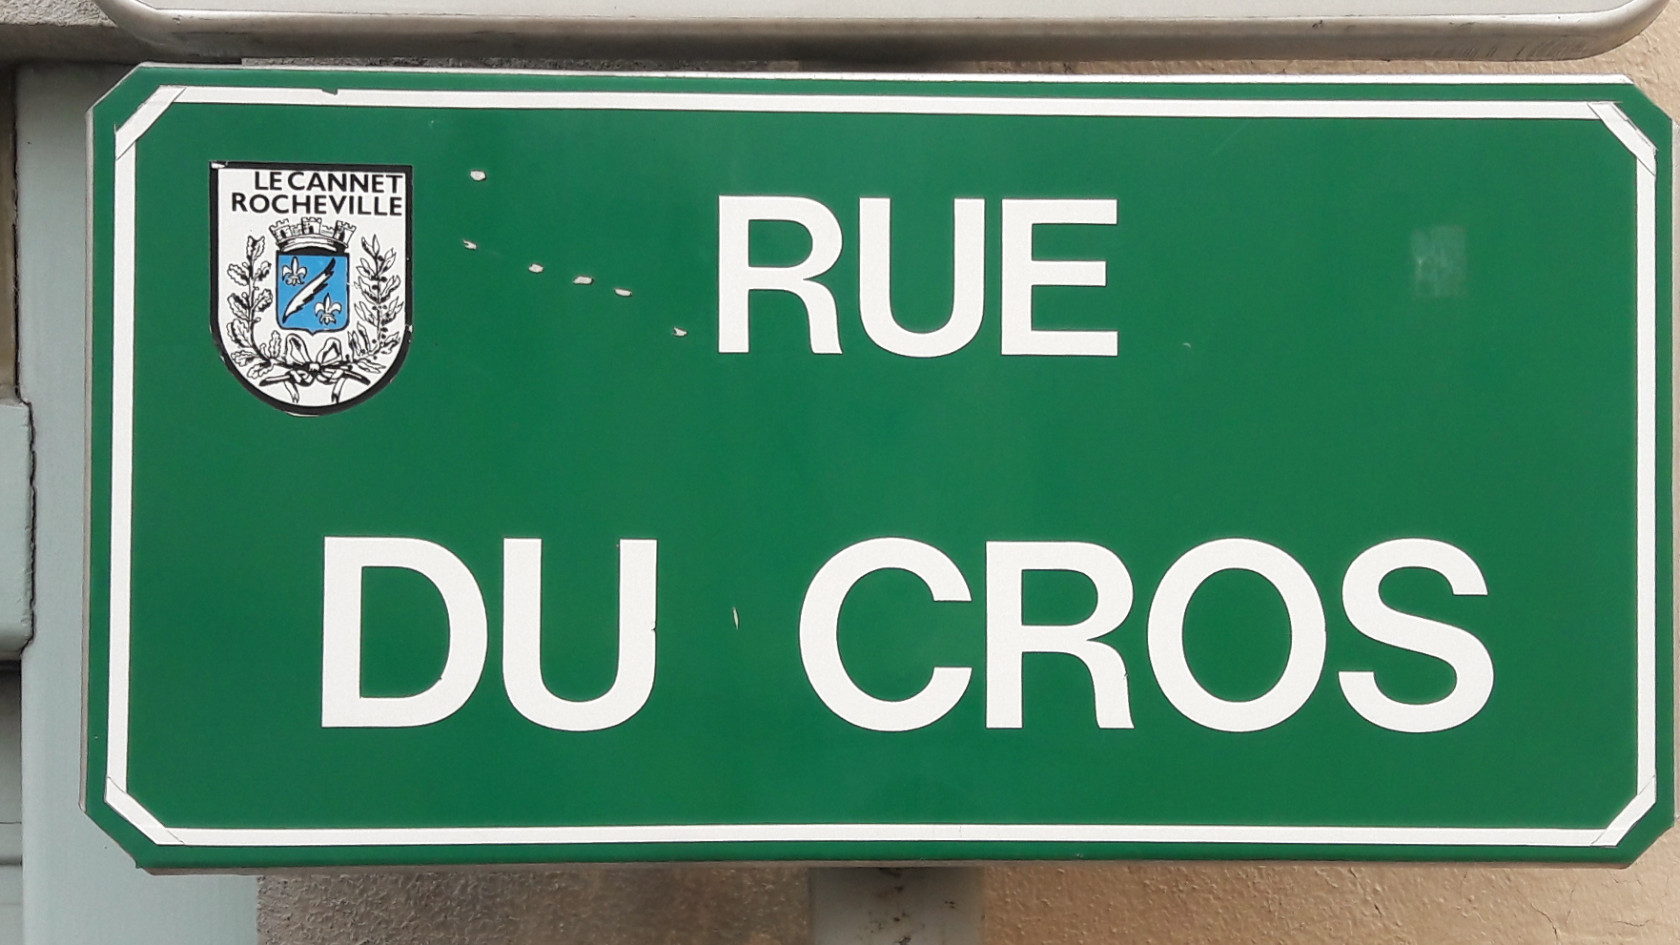 LE CANNET
ROCHEVILLE
RUE
DU CROS